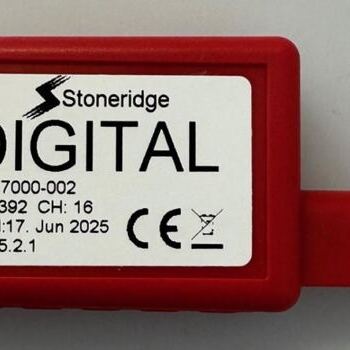 Stoneridge
DIGITAL
7000-002
392 CH: 16
:17. Jun 2025
5.2.1
CE